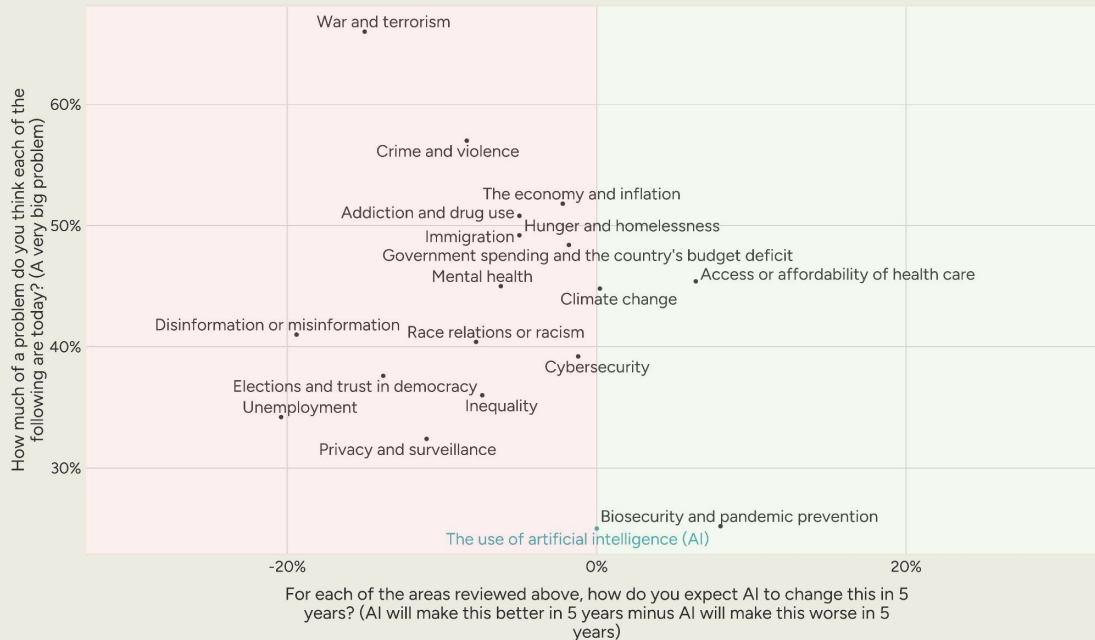 War and terrorism
60%
Crime and violence
The economy and inflation
Addiction and drug use
50%
Hunger and homelessness
Immigration
Government spending and the country's budget deficit
Mental health
Access or affordability of health care
Climate change
Disinformation or misinformation
Race relations or racism
40%
Cybersecurity
Elections and trust in democracy
Unemployment
Inequality
Privacy and surveillance
30%
Biosecurity and pandemic prevention
The use of artificial intelligence (AI)
How much of a problem do you think each of the
following are today? (A very big problem)
-20%
0%
20%
For each of the areas reviewed above, how do you expect AI to change this in 5
years? (AI will make this better in 5 years minus AI will make this worse in 5
years)